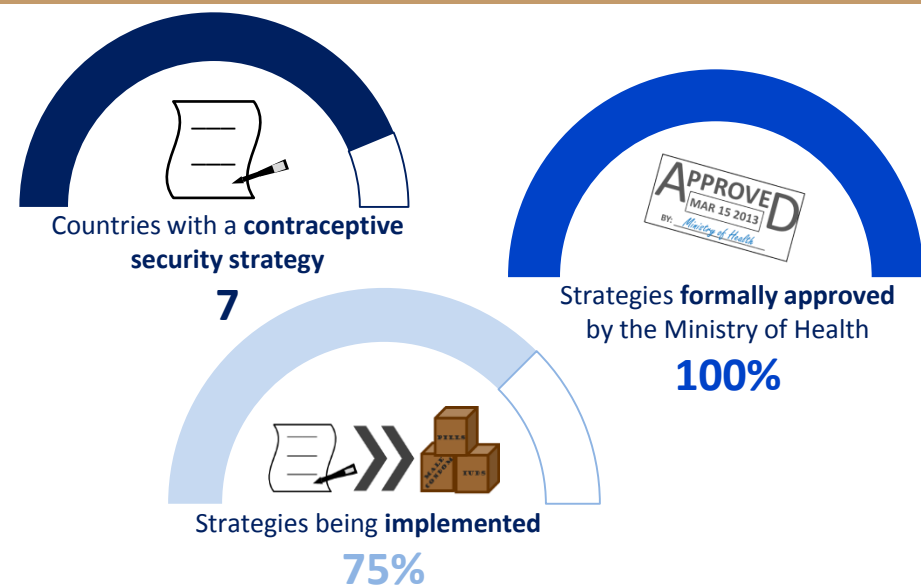 Countries with a contraceptive
security strategy
7
APPROVED
MAR 15 2013
BY: Ministry of Health
Strategies formally approved
by the Ministry of Health
100%
PILLS
MALE
CONDOM
IUDS
Strategies being implemented
75%